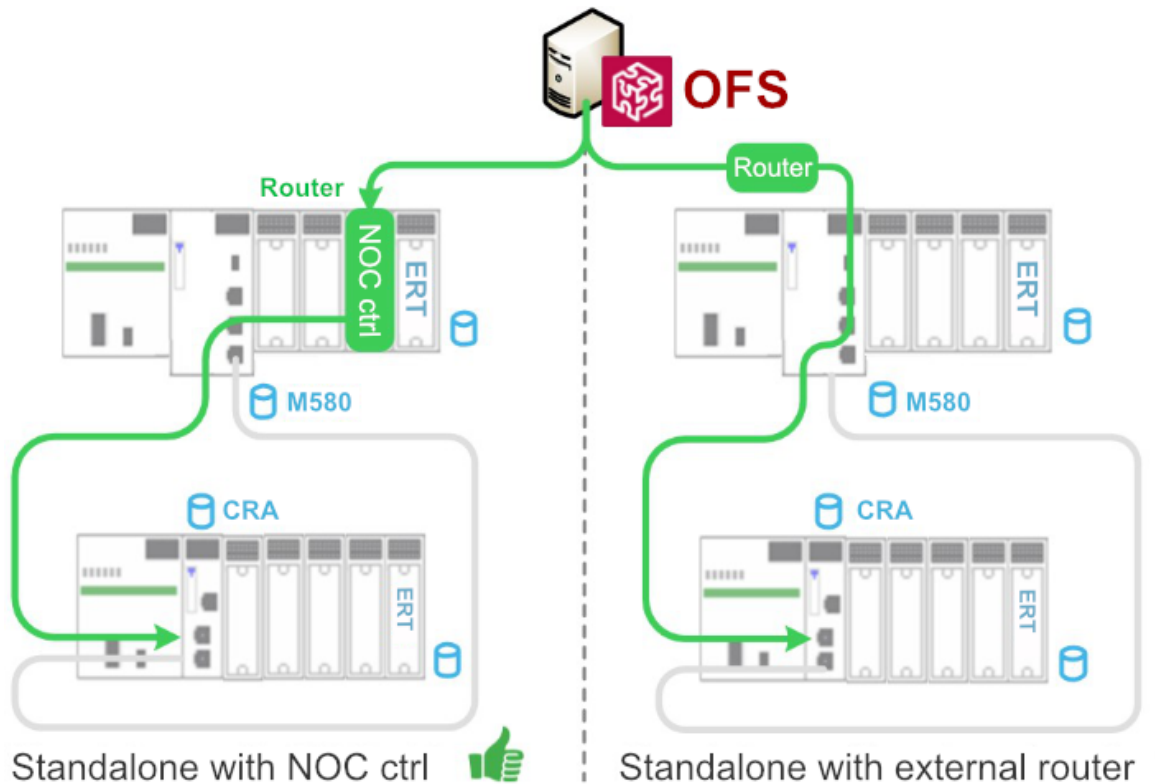 OFS
Router
Router
NOC ctrl
ERT
ERT
M580
M580
CRA
CRA
ERT
ERT
Standalone with NOC ctrl
Standalone with external router